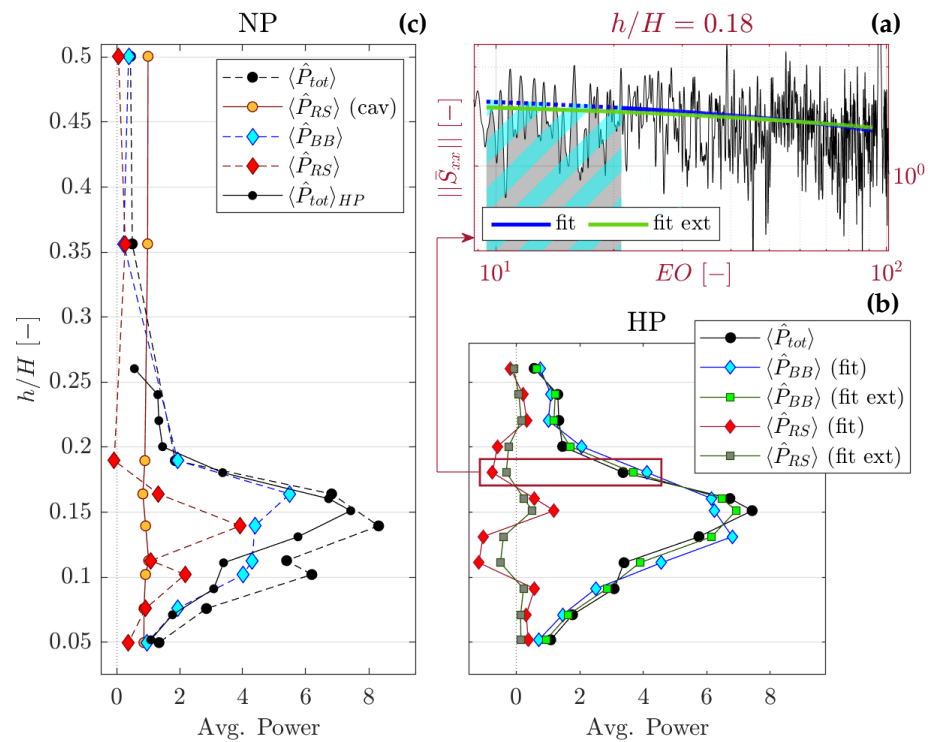 NP
(c)
0.5
0.45
0.4
0.35
0.3
0.25
0.2
0.15
0.1
0.05
h/H [−]
0
2
4
6
8
Avg. Power
⟨P̂_tot⟩
⟨P̂_RS⟩ (cav)
⟨P̂_BB⟩
⟨P̂_RS⟩
⟨P̂_tot⟩_HP
h/H = 0.18
(a)
||S̄_xx|| [−]
10^0
fit
fit ext
10^1
EO [−]
10^2
(b)
HP
⟨P̂_tot⟩
⟨P̂_BB⟩ (fit)
⟨P̂_BB⟩ (fit ext)
⟨P̂_RS⟩ (fit)
⟨P̂_RS⟩ (fit ext)
0
2
4
6
8
Avg. Power